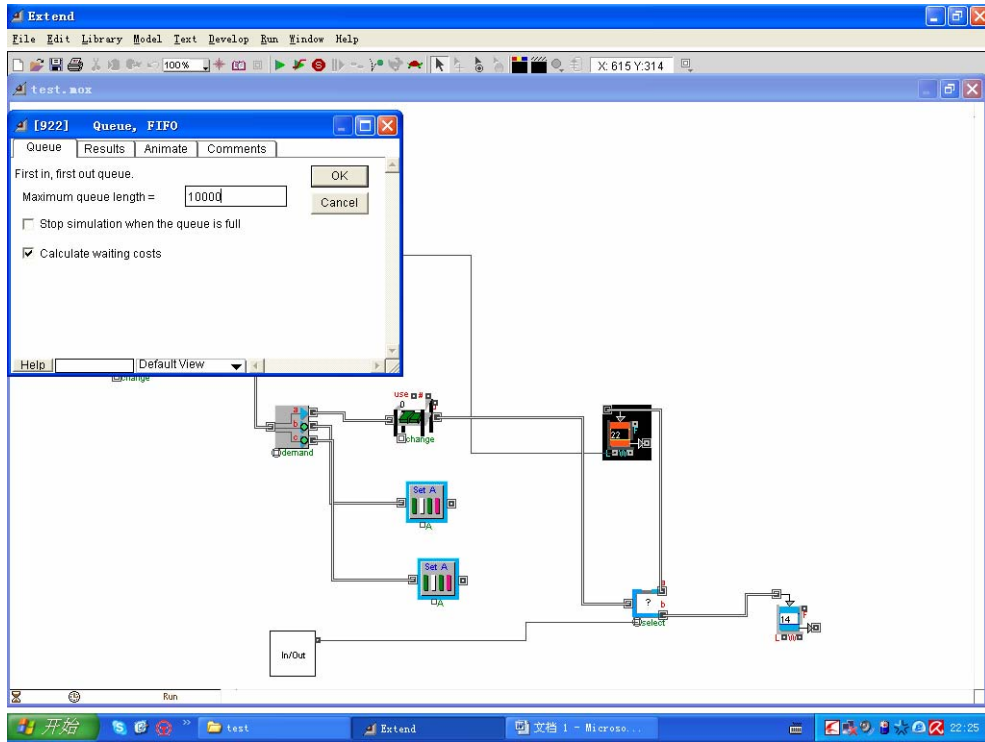 Extend
File Edit Library Model Text Develop Run Window Help
100% X: 615 Y:314
test.mox
[922] Queue, FIFO
Queue Results Animate Comments
First in, first out queue.
OK
Maximum queue length = 10000
Cancel
Stop simulation when the queue is full
Calculate waiting costs
Help Default View
change
use #
0
a
b
c
demand
change
22
F
L W
Set A
A
Set A
A
a
? b
select
14
F
L W
In/Out
Run
开始 test Extend 文档 1 - Microso... 22:25